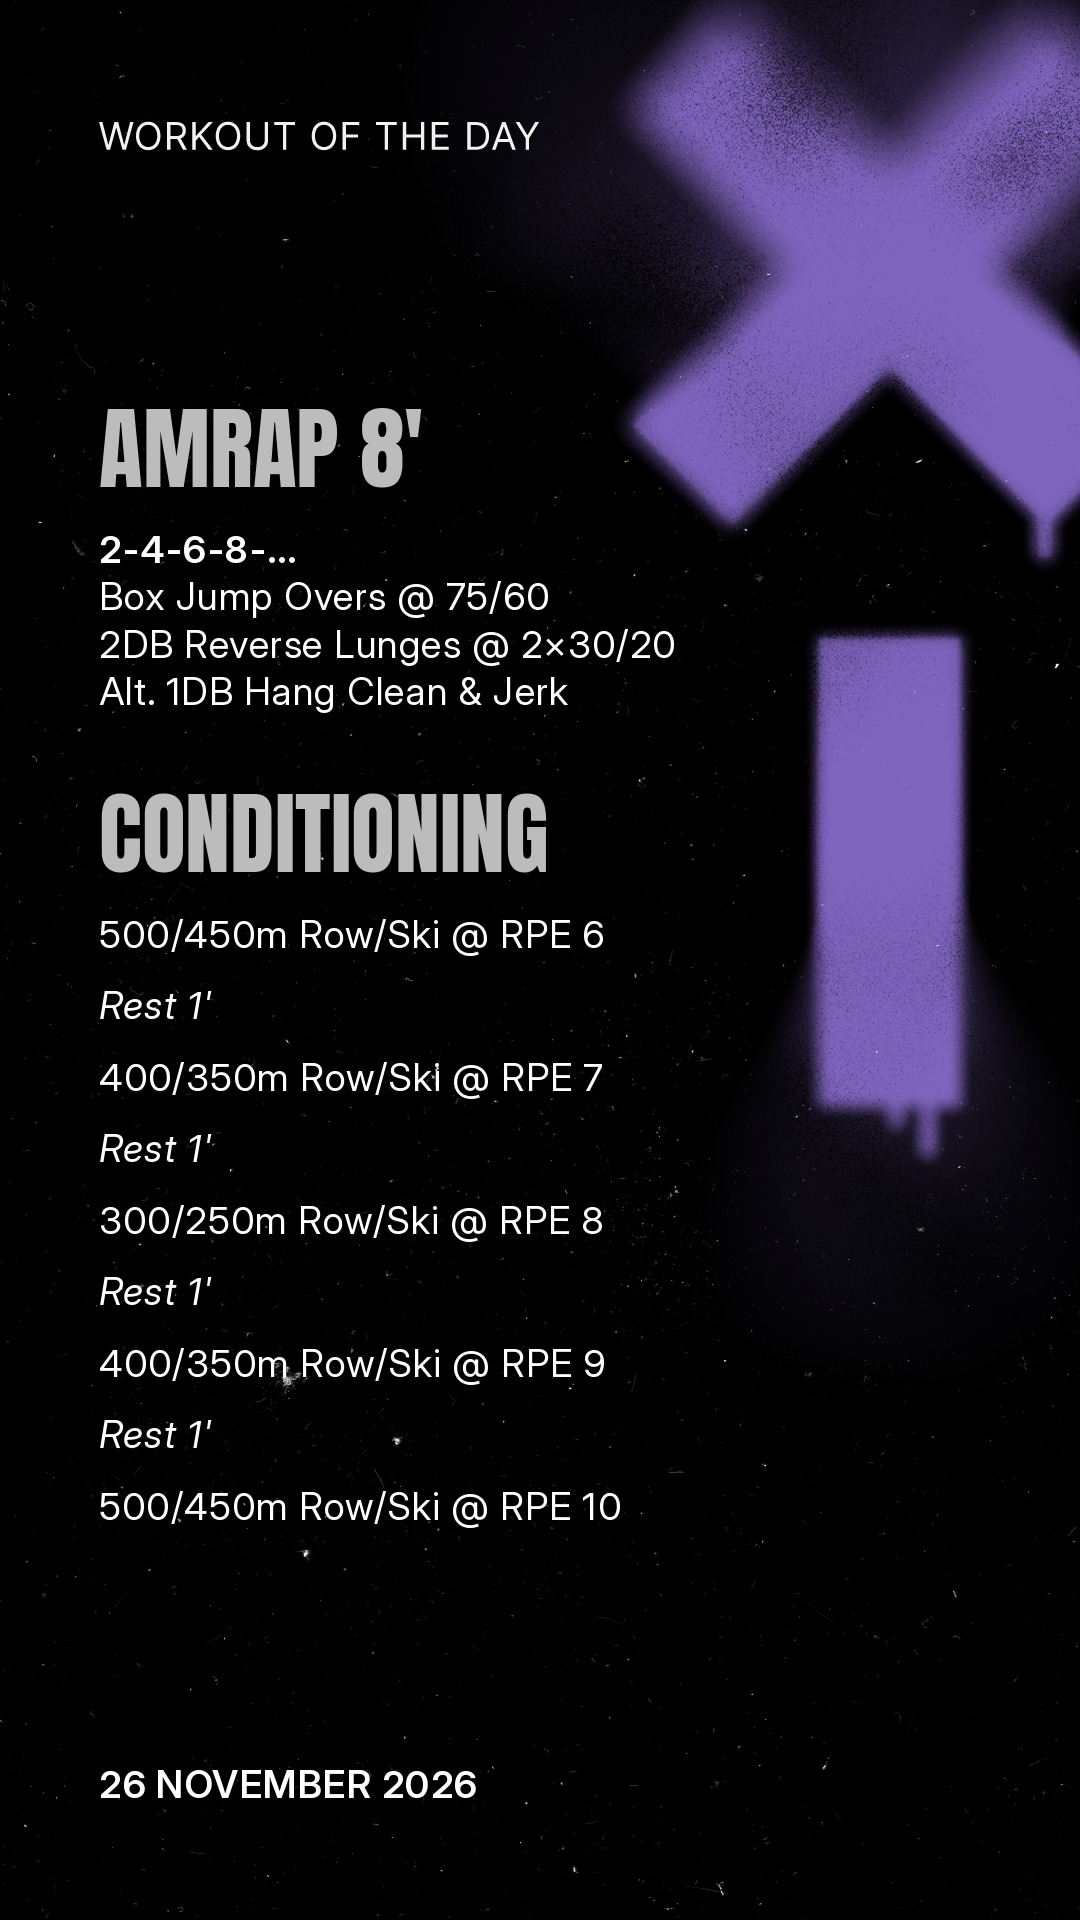 WORKOUT OF THE DAY
AMRAP 8'
2-4-6-8-...
Box Jump Overs @ 75/60
2DB Reverse Lunges @ 2×30/20
Alt. 1DB Hang Clean & Jerk
CONDITIONING
500/450m Row/Ski @ RPE 6
Rest 1'
400/350m Row/Ski @ RPE 7
Rest 1'
300/250m Row/Ski @ RPE 8
Rest 1'
400/350m Row/Ski @ RPE 9
Rest 1'
500/450m Row/Ski @ RPE 10
26 NOVEMBER 2026